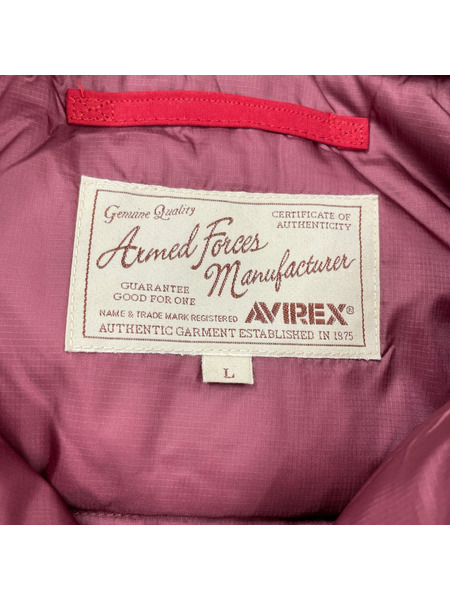 Genuine Quality
CERTIFICATE OF
AUTHENTICITY
Armed Forces
Manufacturer
GUARANTEE
GOOD FOR ONE
NAME & TRADE MARK REGISTERED
AVIREX®
AUTHENTIC GARMENT ESTABLISHED IN 1975
L